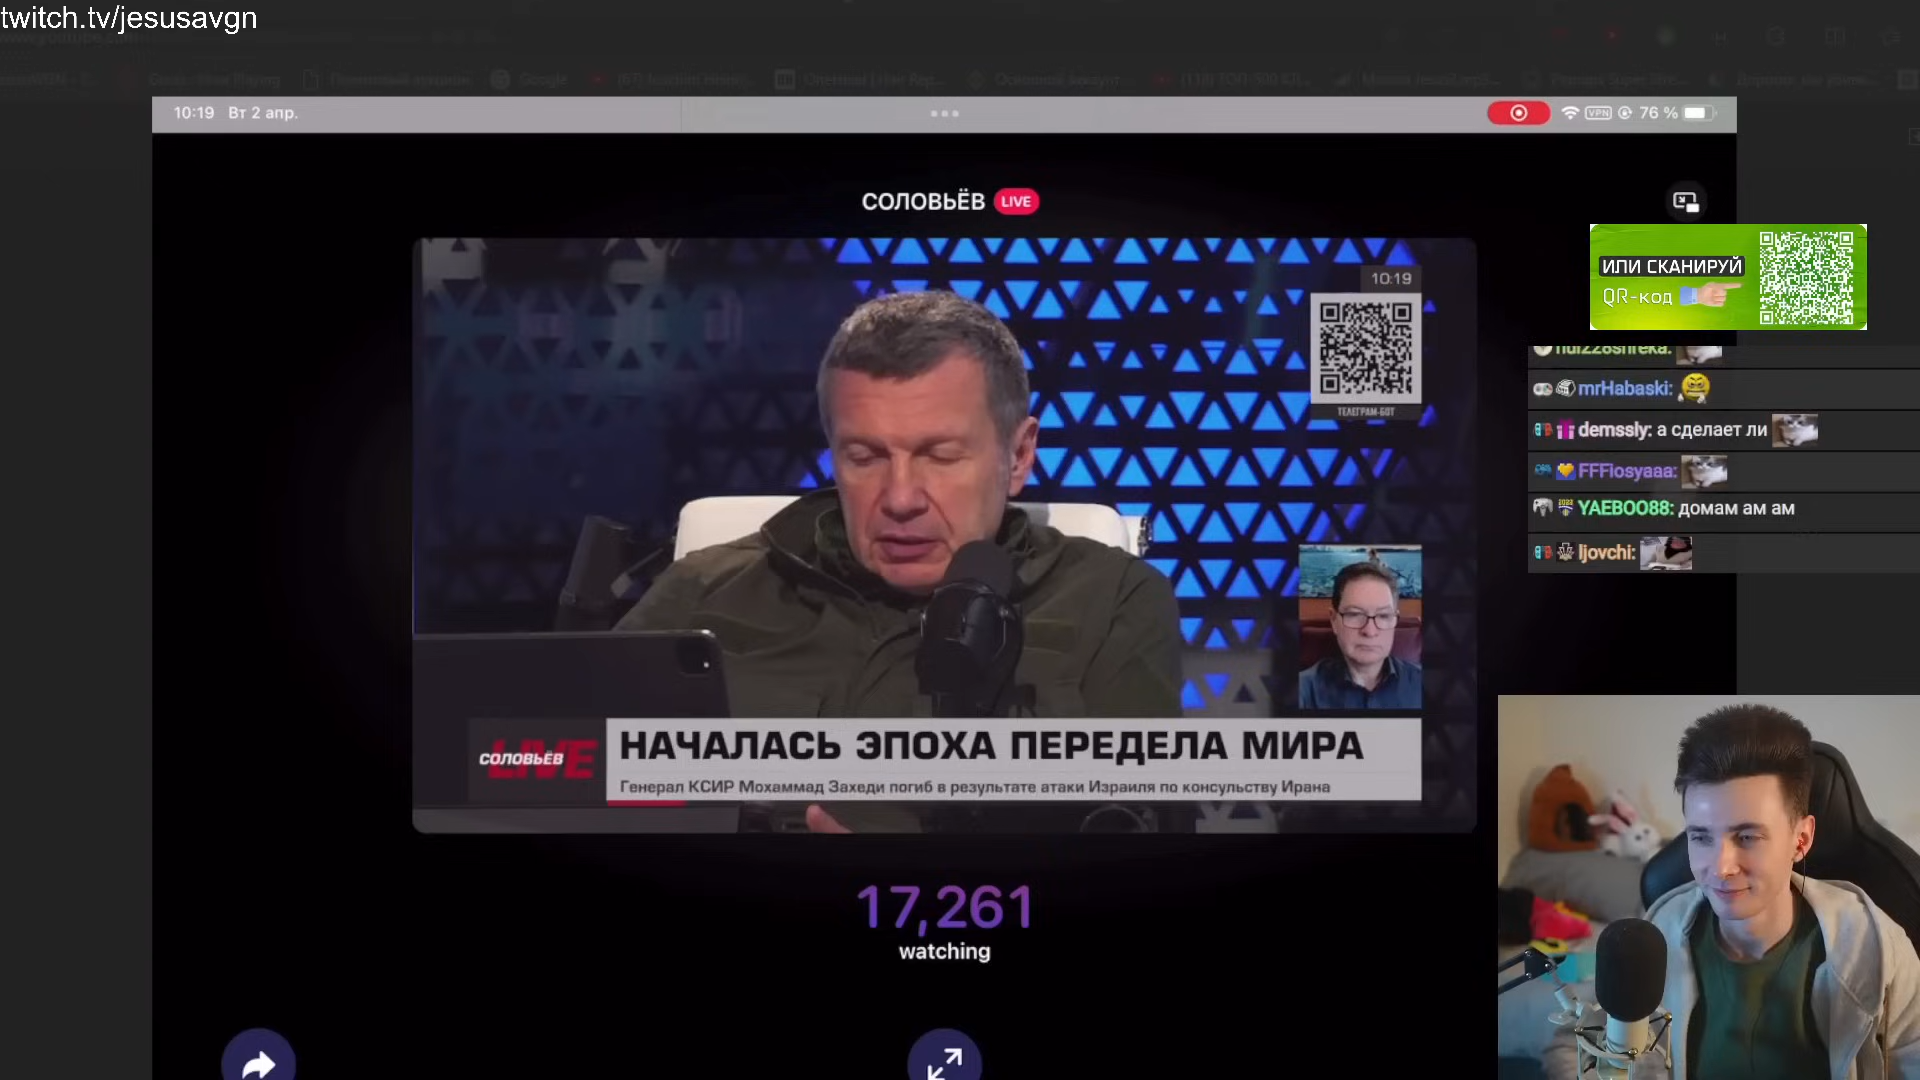 twitch.tv/jesusavgn
Google
10:19 Вт 2 апр.
VPN 76 %
СОЛОВЬЁВ LIVE
10:19
ТЕЛЕГРАМ-БОТ
ИЛИ СКАНИРУЙ
QR-код
mrHabaski:
demssly: а сделает ли
FFFlosyaaa:
YAEBOO88: домам ам ам
ljovchi:
СОЛОВЬЁВ LIVE
НАЧАЛАСЬ ЭПОХА ПЕРЕДЕЛА МИРА
Генерал КСИР Мохаммад Захеди погиб в результате атаки Израиля по консульству Ирана
17,261
watching